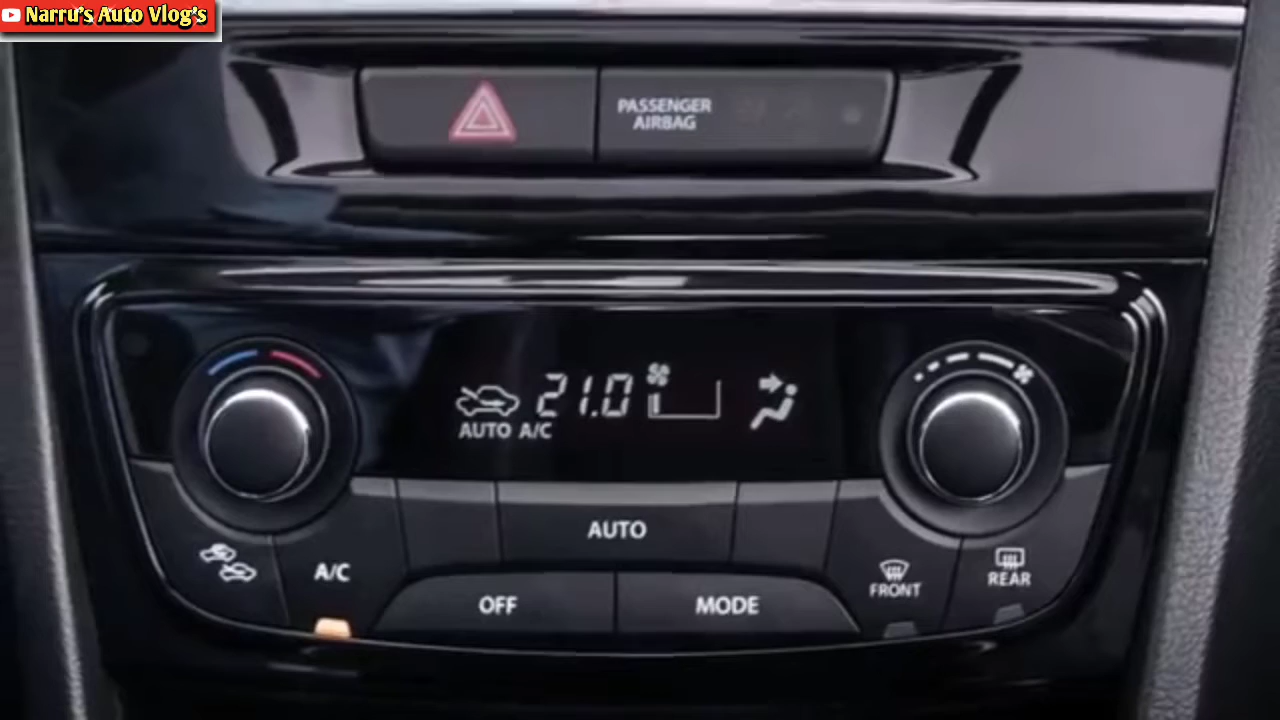 Narru's Auto Vlog's
PASSENGER
AIRBAG
21.0
AUTO A/C
AUTO
A/C
OFF
MODE
FRONT
REAR